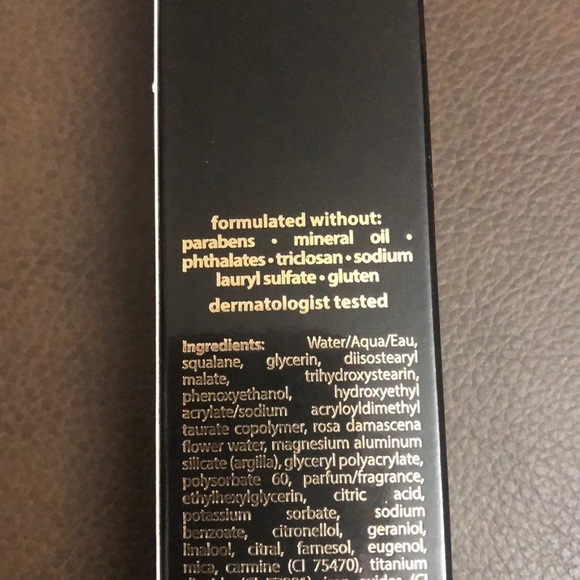 formulated without:
parabens • mineral oil •
phthalates • triclosan • sodium
lauryl sulfate • gluten
dermatologist tested
Ingredients: Water/Aqua/Eau,
squalane, glycerin, diisostearyl
malate, trihydroxystearin,
phenoxyethanol, hydroxyethyl
acrylate/sodium acryloyldimethyl
taurate copolymer, rosa damascena
flower water, magnesium aluminum
silicate (argilla), glyceryl polyacrylate,
polysorbate 60, parfum/fragrance,
ethylhexylglycerin, citric acid,
potassium sorbate, sodium
benzoate, citronellol, geraniol,
linalool, citral, farnesol, eugenol,
mica, carmine (CI 75470), titanium